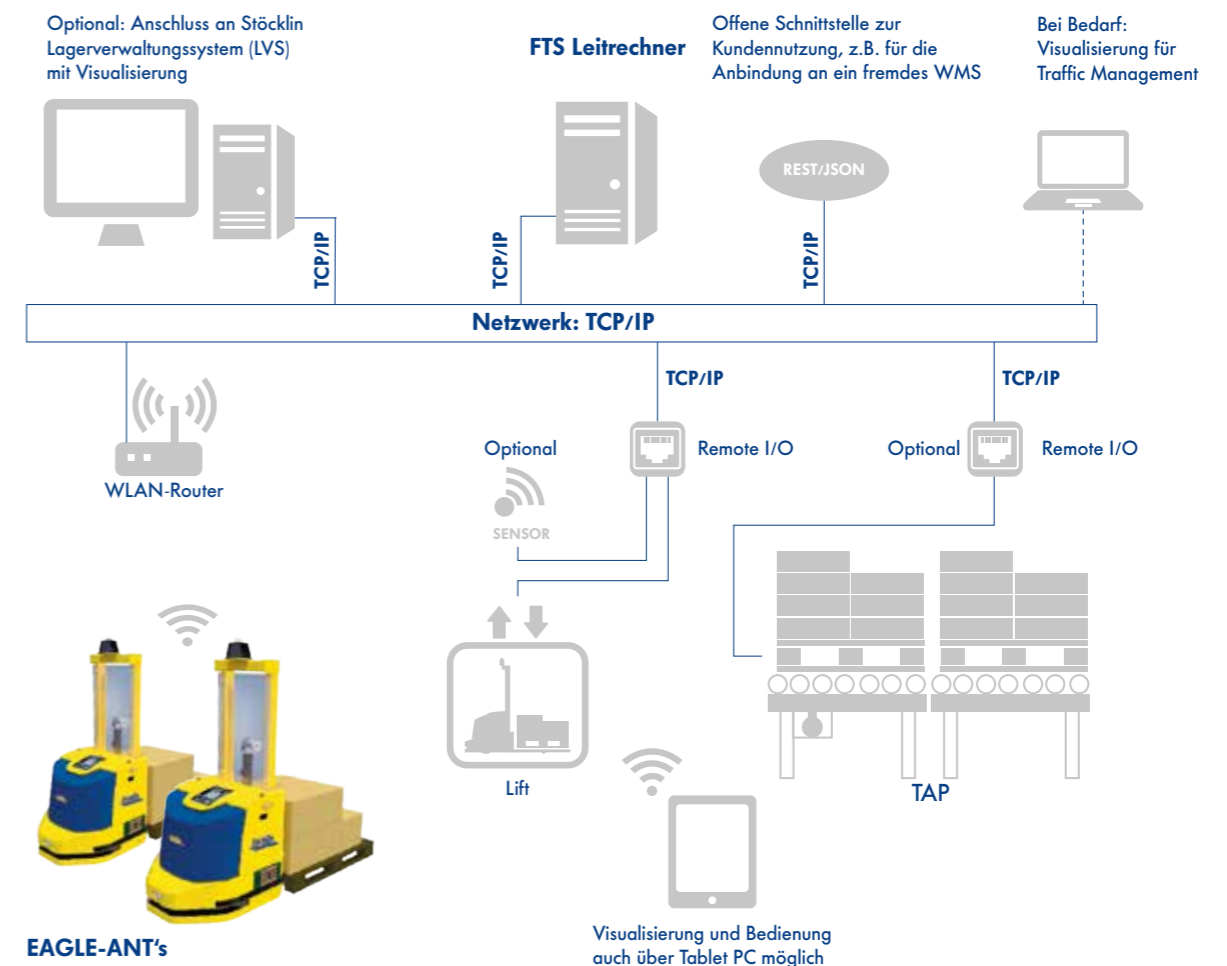 Optional: Anschluss an Stöcklin
Lagerverwaltungssystem (LVS)
mit Visualisierung
FTS Leitrechner
Offene Schnittstelle zur
Kundennutzung, z.B. für die
Anbindung an ein fremdes WMS
Bei Bedarf:
Visualisierung für
Traffic Management
REST/JSON
TCP/IP
TCP/IP
TCP/IP
Netzwerk: TCP/IP
TCP/IP
TCP/IP
Optional
Remote I/O
Optional
Remote I/O
WLAN-Router
SENSOR
Lift
TAP
EAGLE-ANT‘s
Visualisierung und Bedienung
auch über Tablet PC möglich